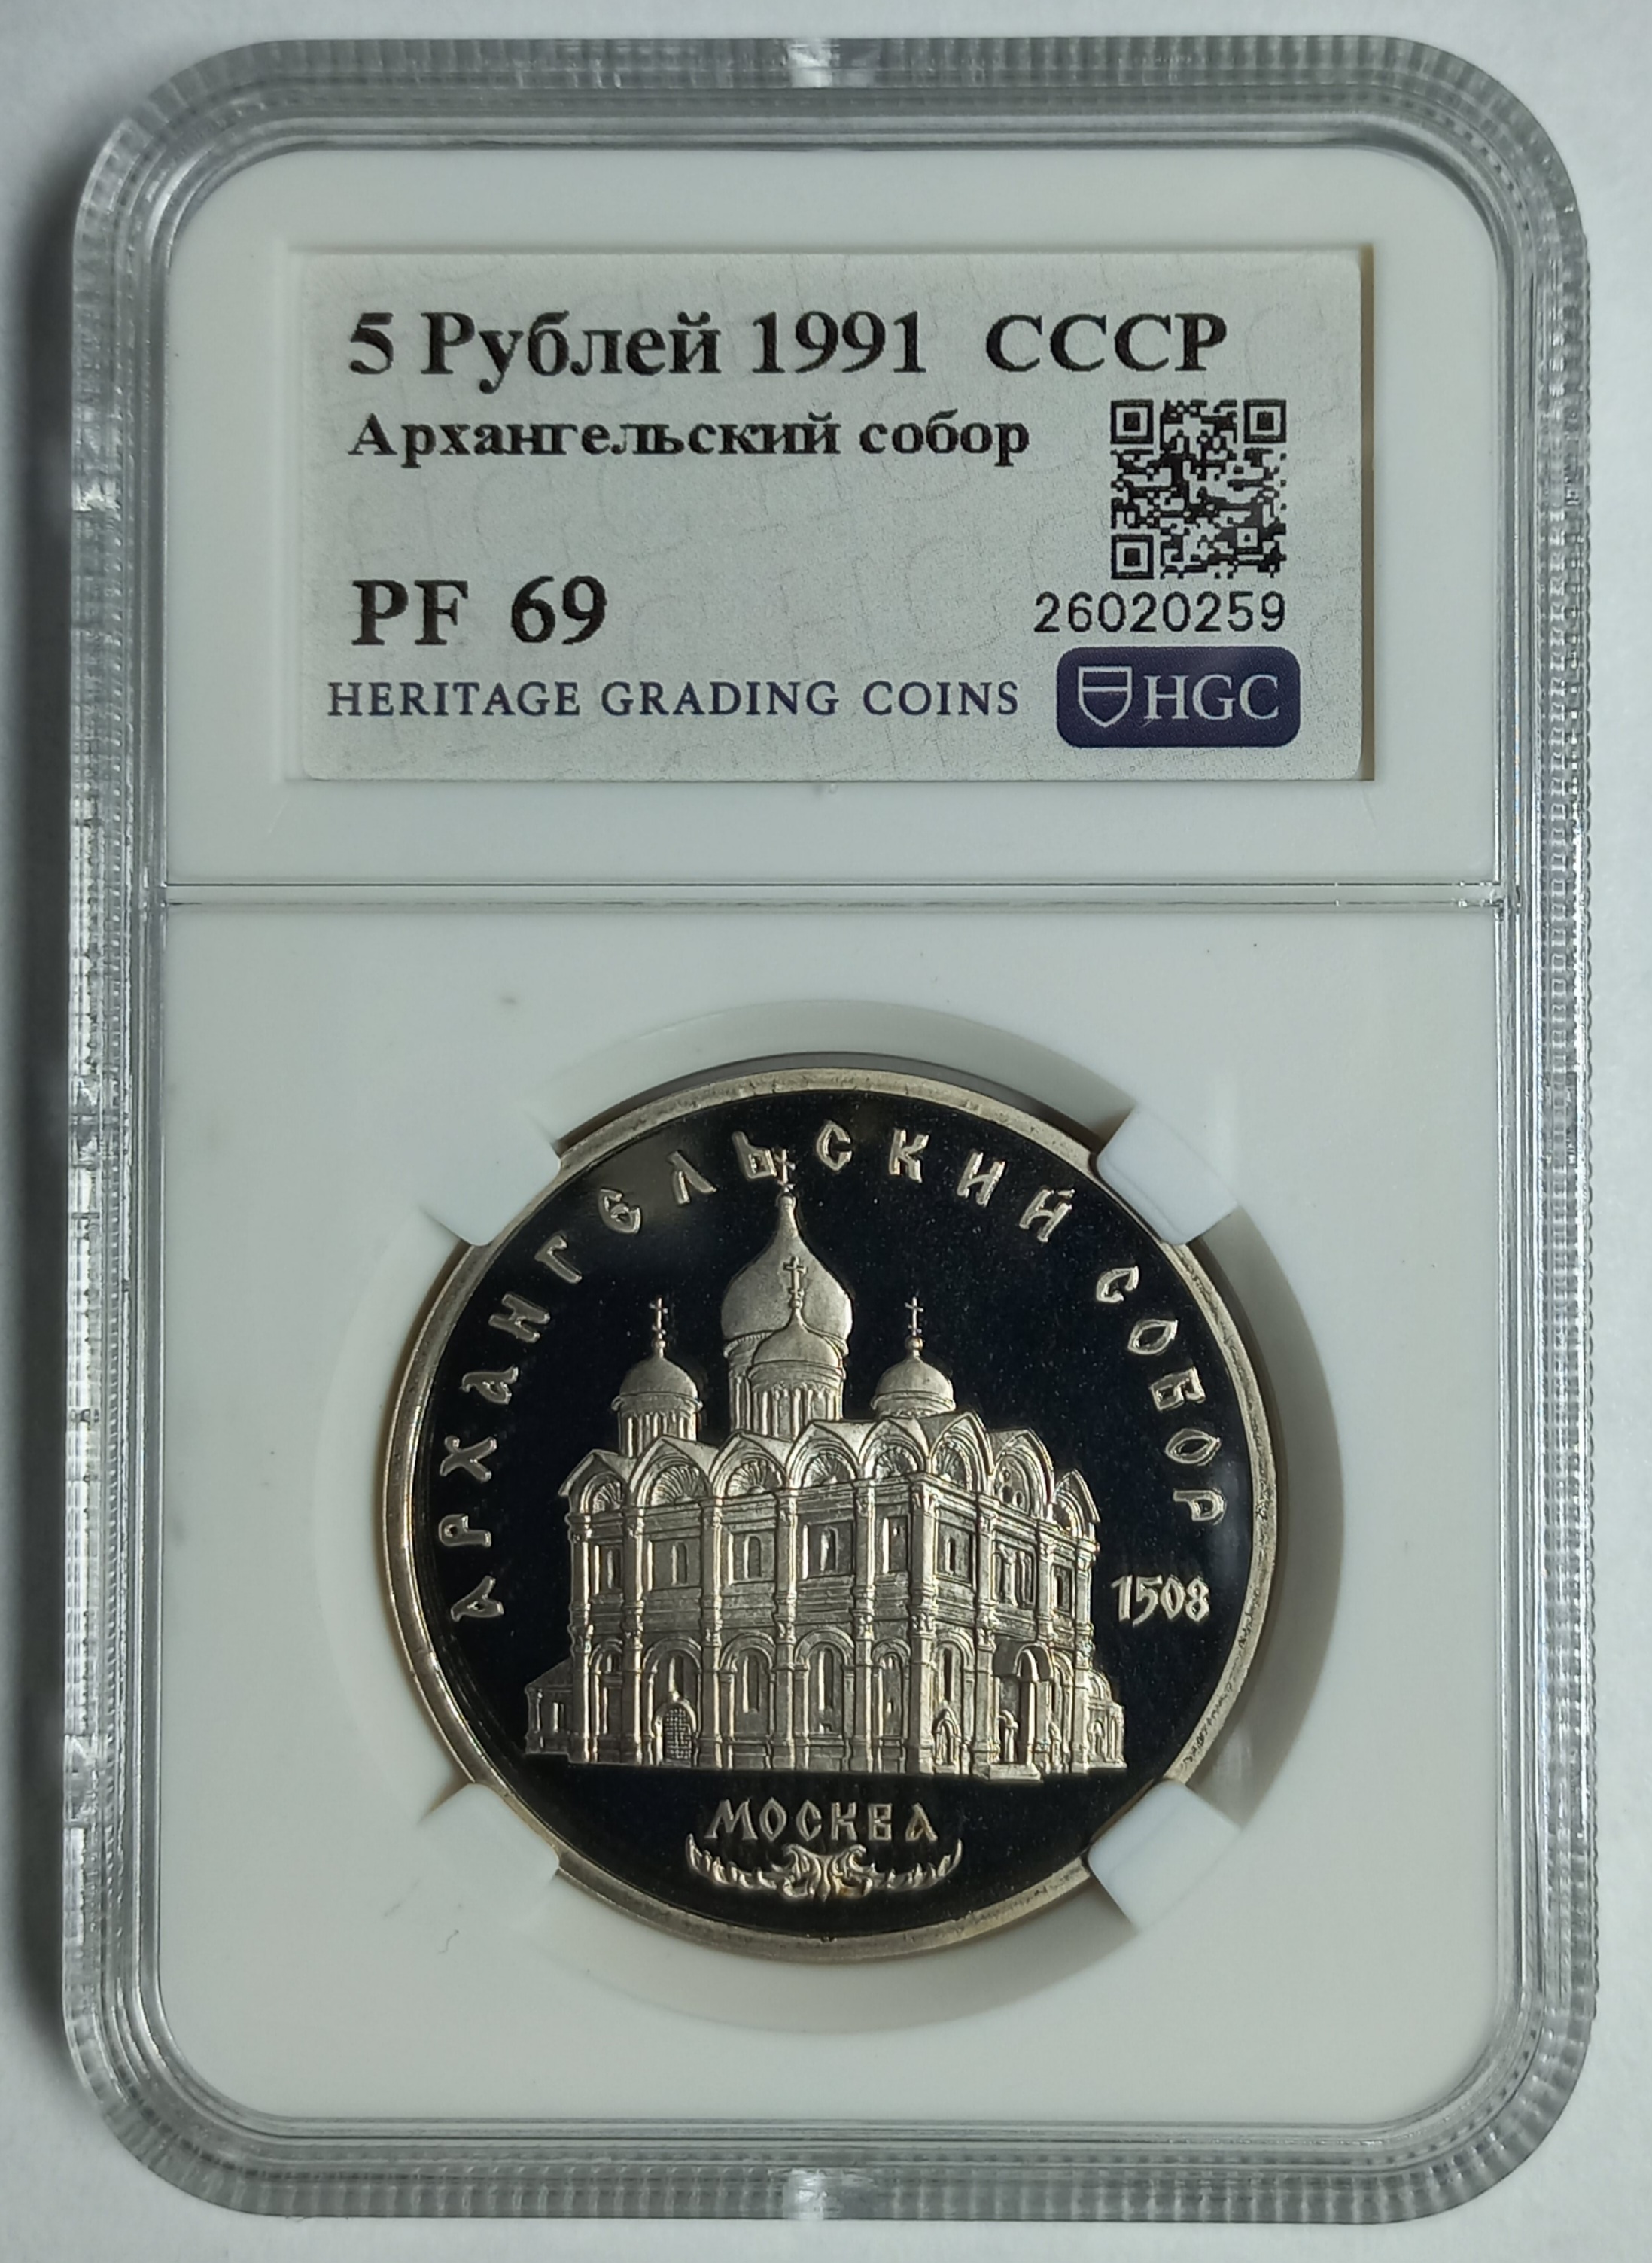 5 Рублей 1991 СССР
Архангельский собор
PF 69
26020259
HERITAGE GRADING COINS
HGC
АРХАНГЕЛЬСКИЙ СОБОР
1508
МОСКВА